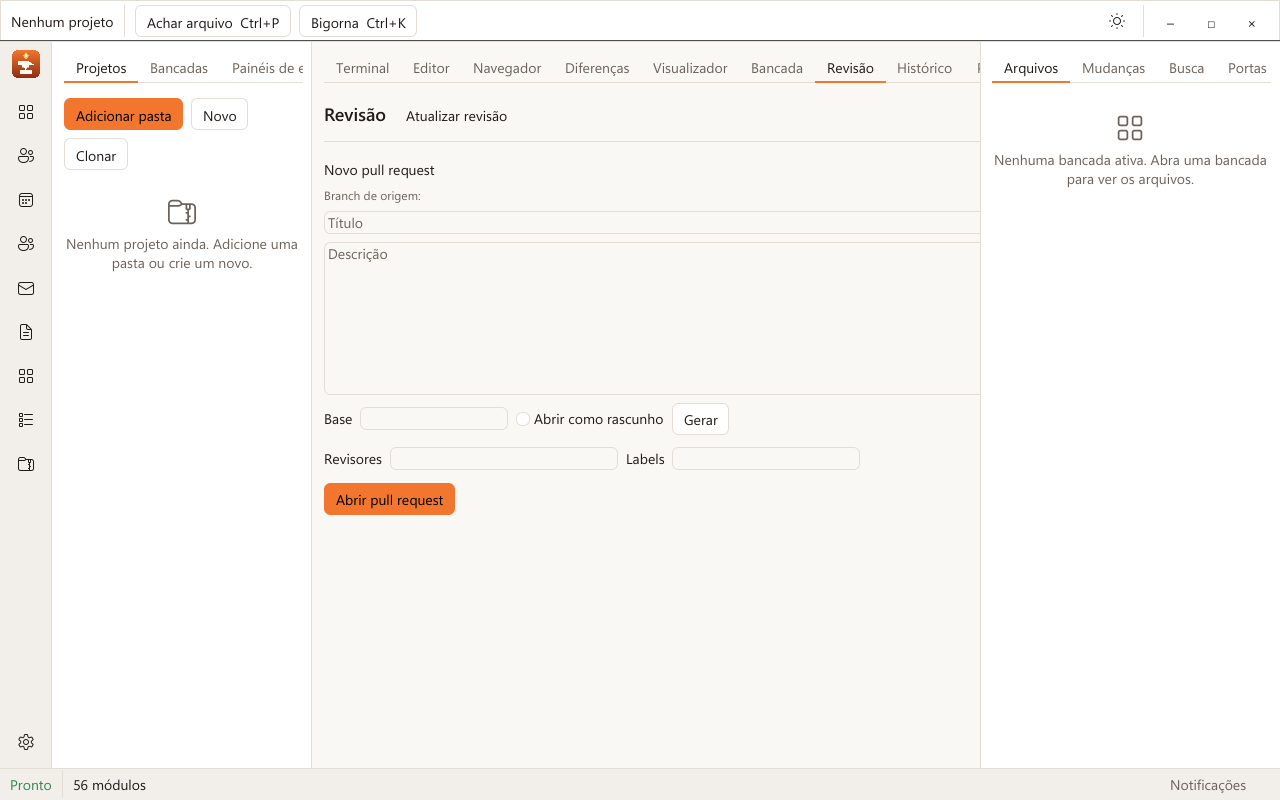 Nenhum projeto
Achar arquivo Ctrl+P
Bigorna Ctrl+K
Projetos
Bancadas
Painéis de e
Adicionar pasta
Novo
Clonar
Nenhum projeto ainda. Adicione uma
pasta ou crie um novo.
Terminal
Editor
Navegador
Diferenças
Visualizador
Bancada
Revisão
Histórico
Revisão
Atualizar revisão
Novo pull request
Branch de origem:
Título
Descrição
Base
Abrir como rascunho
Gerar
Revisores
Labels
Abrir pull request
Arquivos
Mudanças
Busca
Portas
Nenhuma bancada ativa. Abra uma bancada
para ver os arquivos.
Pronto
56 módulos
Notificações